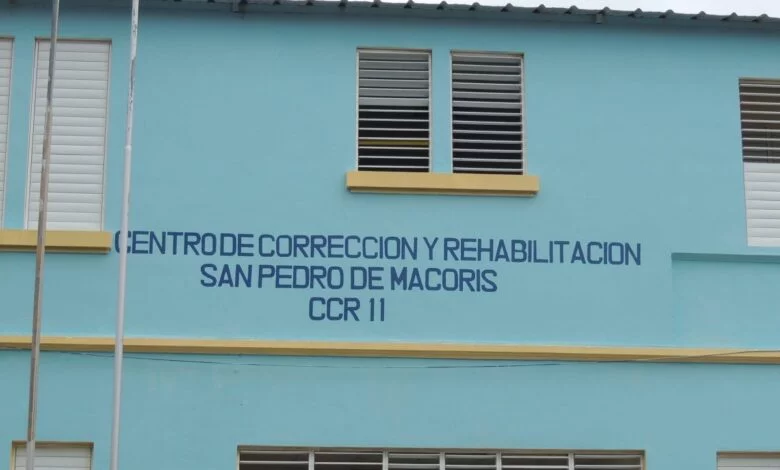 CENTRO DE CORRECCION Y REHABILITACION
SAN PEDRO DE MACORIS
CCR 11